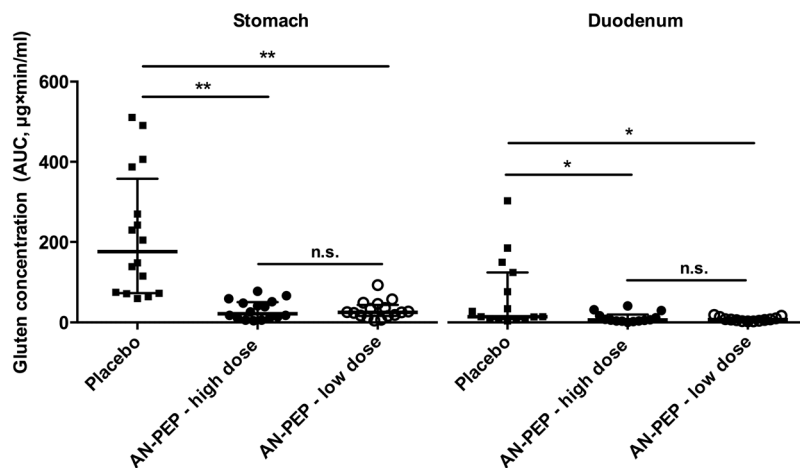 Stomach
Duodenum
Gluten concentration (AUC, µg×min/ml)
600
400
200
0
**
**
n.s.
*
*
n.s.
Placebo
AN-PEP - high dose
AN-PEP - low dose
Placebo
AN-PEP - high dose
AN-PEP - low dose